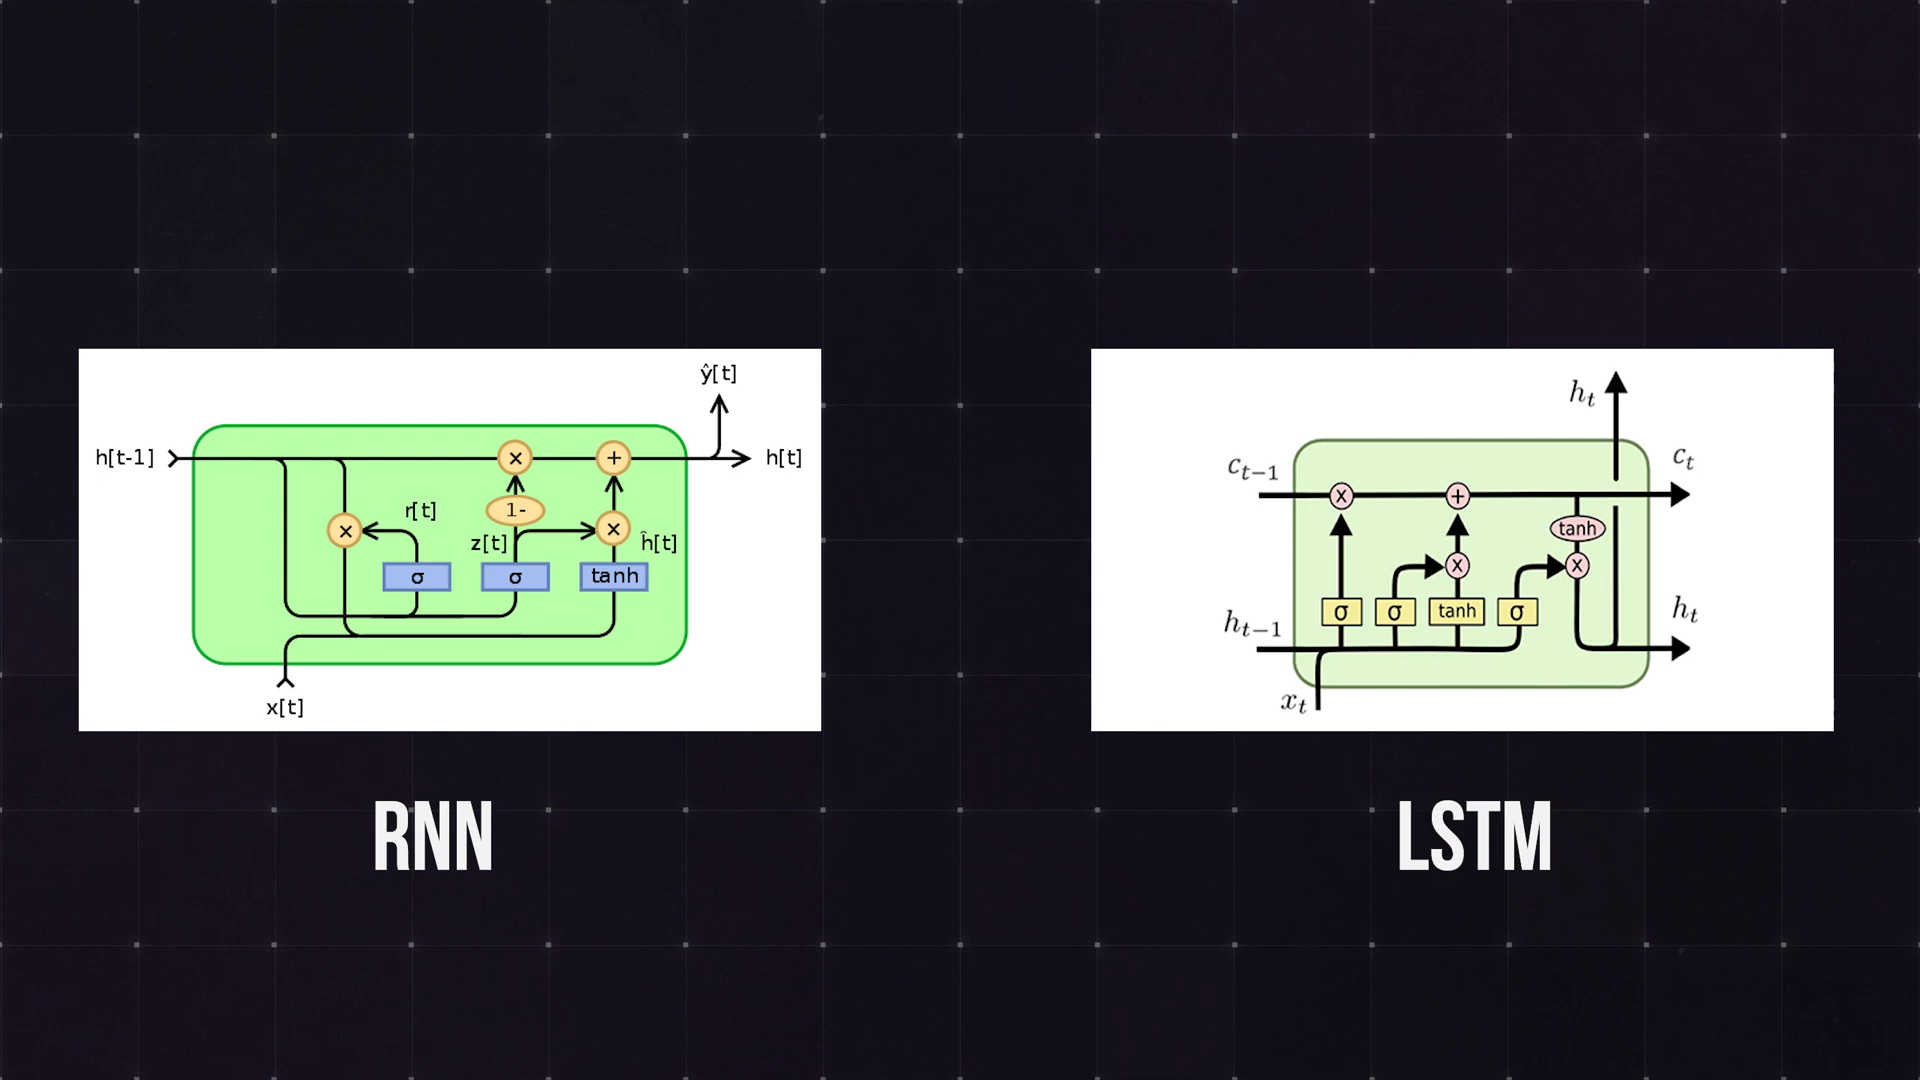 ŷ[t]
h[t-1]
×
+
h[t]
r[t]
1-
×
z[t]
×
ĥ[t]
σ
σ
tanh
x[t]
RNN
h_t
c_{t-1}
x
+
c_t
tanh
x
x
h_{t-1}
σ
σ
tanh
σ
h_t
x_t
LSTM